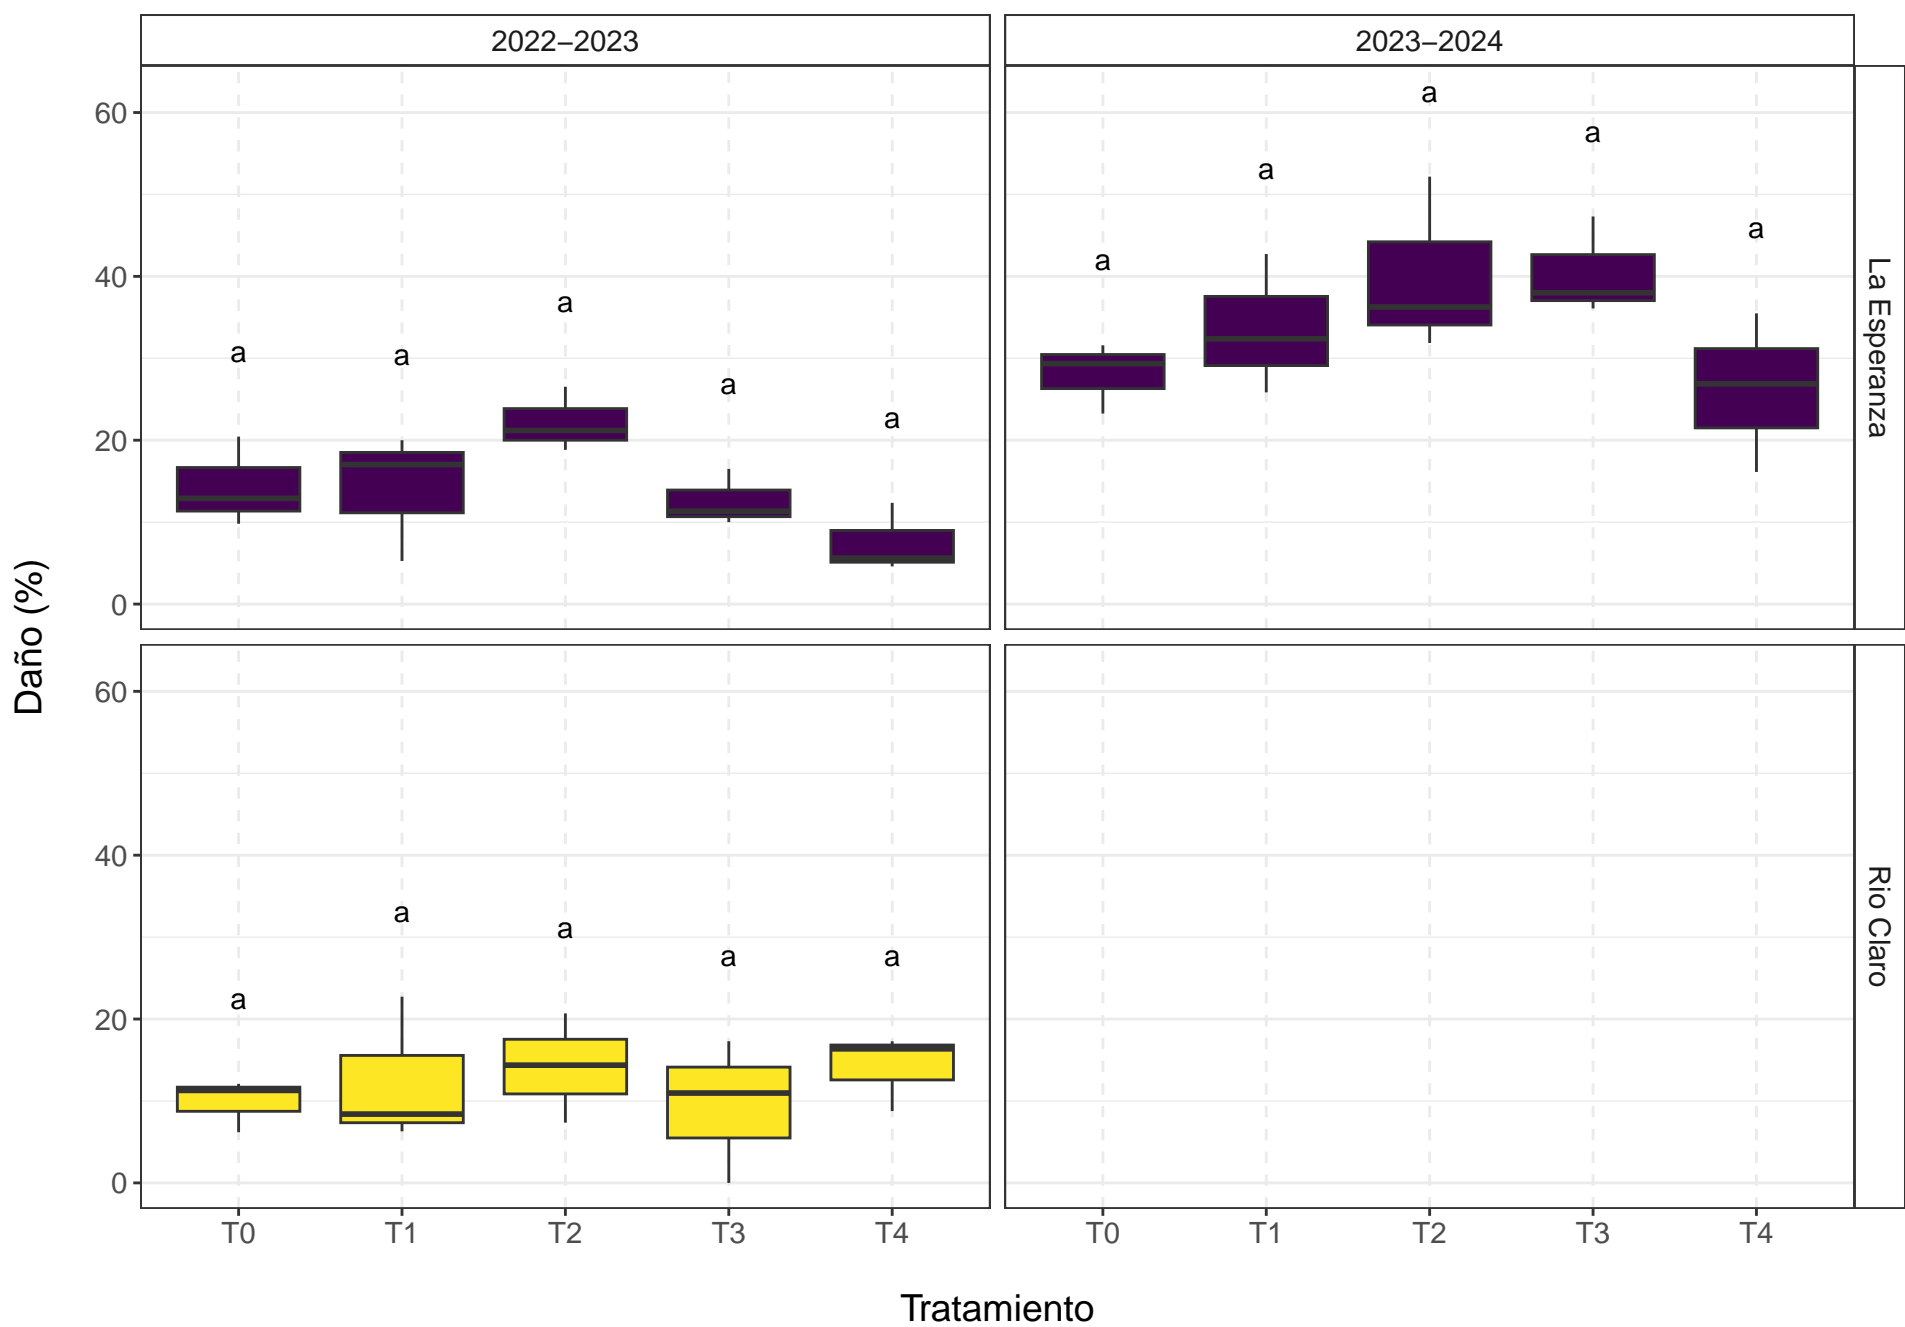 2022–2023
2023–2024
60
40
20
0
a
a
a
a
a
a
a
a
a
a
La Esperanza
Daño (%)
60
40
20
0
a
a
a
a
a
Rio Claro
T0
T1
T2
T3
T4
T0
T1
T2
T3
T4
Tratamiento